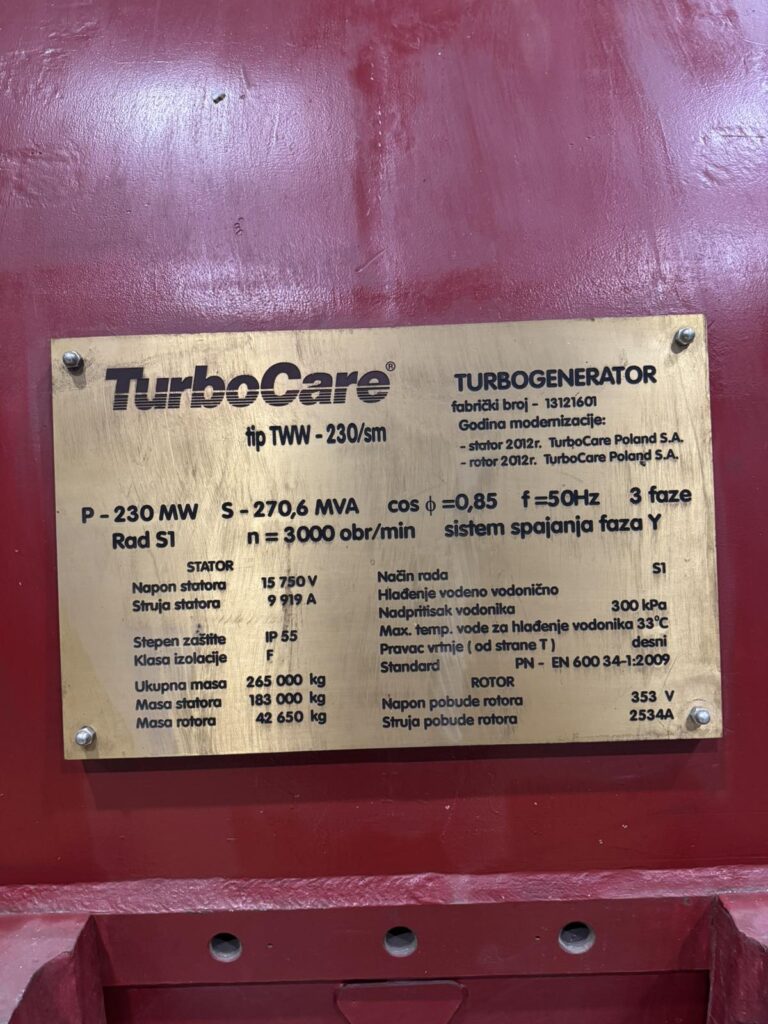 TurboCare®
tip TWW - 230/sm
TURBOGENERATOR
fabrički broj - 13121601
Godina modernizacije:
- stator 2012r. TurboCare Poland S.A.
- rotor 2012r. TurboCare Poland S.A.
P - 230 MW S - 270,6 MVA cos ϕ =0,85 f =50Hz 3 faze
Rad S1 n = 3000 obr/min sistem spajanja faza Y
STATOR
Napon statora 15 750 V
Struja statora 9 919 A
Stepen zaštite IP 55
Klasa izolacije F
Ukupna masa 265 000 kg
Masa statora 183 000 kg
Masa rotora 42 650 kg
Način rada S1
Hlađenje vodeno vodonično
Nadpritisak vodonika 300 kPa
Max. temp. vode za hlađenje vodonika 33°C
Pravac vrtnje ( od strane T ) desni
Standard PN - EN 600 34-1:2009
ROTOR
Napon pobude rotora 353 V
Struja pobude rotora 2534A